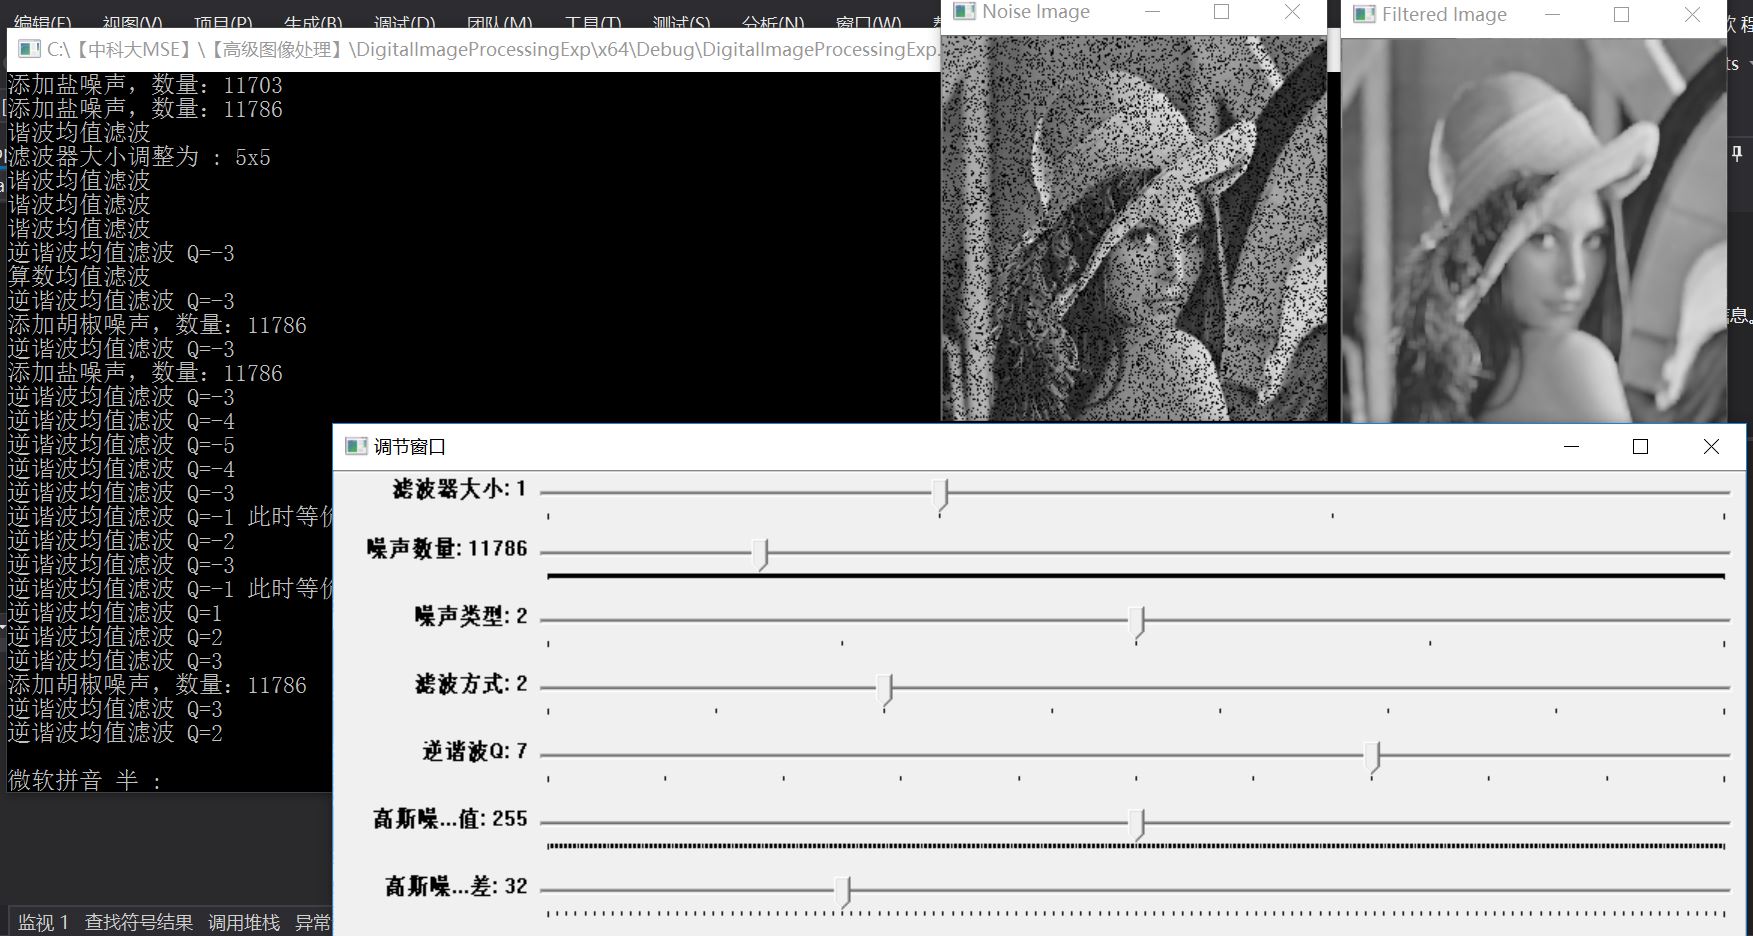 编辑(E) 视图(V) 项目(P) 生成(B) 调试(D) 团队(M) 工具(T) 测试(S) 分析(N) 窗口(W)
C:\【中科大MSE】\【高级图像处理】\DigitalImageProcessingExp\x64\Debug\DigitalImageProcessingExp.
添加盐噪声，数量：11703
添加盐噪声，数量：11786
谐波均值滤波
滤波器大小调整为 : 5x5
谐波均值滤波
谐波均值滤波
谐波均值滤波
逆谐波均值滤波 Q=-3
算数均值滤波
逆谐波均值滤波 Q=-3
添加胡椒噪声，数量：11786
逆谐波均值滤波 Q=-3
添加盐噪声，数量：11786
逆谐波均值滤波 Q=-3
逆谐波均值滤波 Q=-4
逆谐波均值滤波 Q=-5
逆谐波均值滤波 Q=-4
逆谐波均值滤波 Q=-3
逆谐波均值滤波 Q=-1 此时等价
逆谐波均值滤波 Q=-2
逆谐波均值滤波 Q=-3
逆谐波均值滤波 Q=-1 此时等价
逆谐波均值滤波 Q=1
逆谐波均值滤波 Q=2
逆谐波均值滤波 Q=3
添加胡椒噪声，数量：11786
逆谐波均值滤波 Q=3
逆谐波均值滤波 Q=2
微软拼音 半 :
Noise Image
Filtered Image
调节窗口
滤波器大小: 1
噪声数量: 11786
噪声类型: 2
滤波方式: 2
逆谐波Q: 7
高斯噪...值: 255
高斯噪...差: 32
监视 1 查找符号结果 调用堆栈 异常